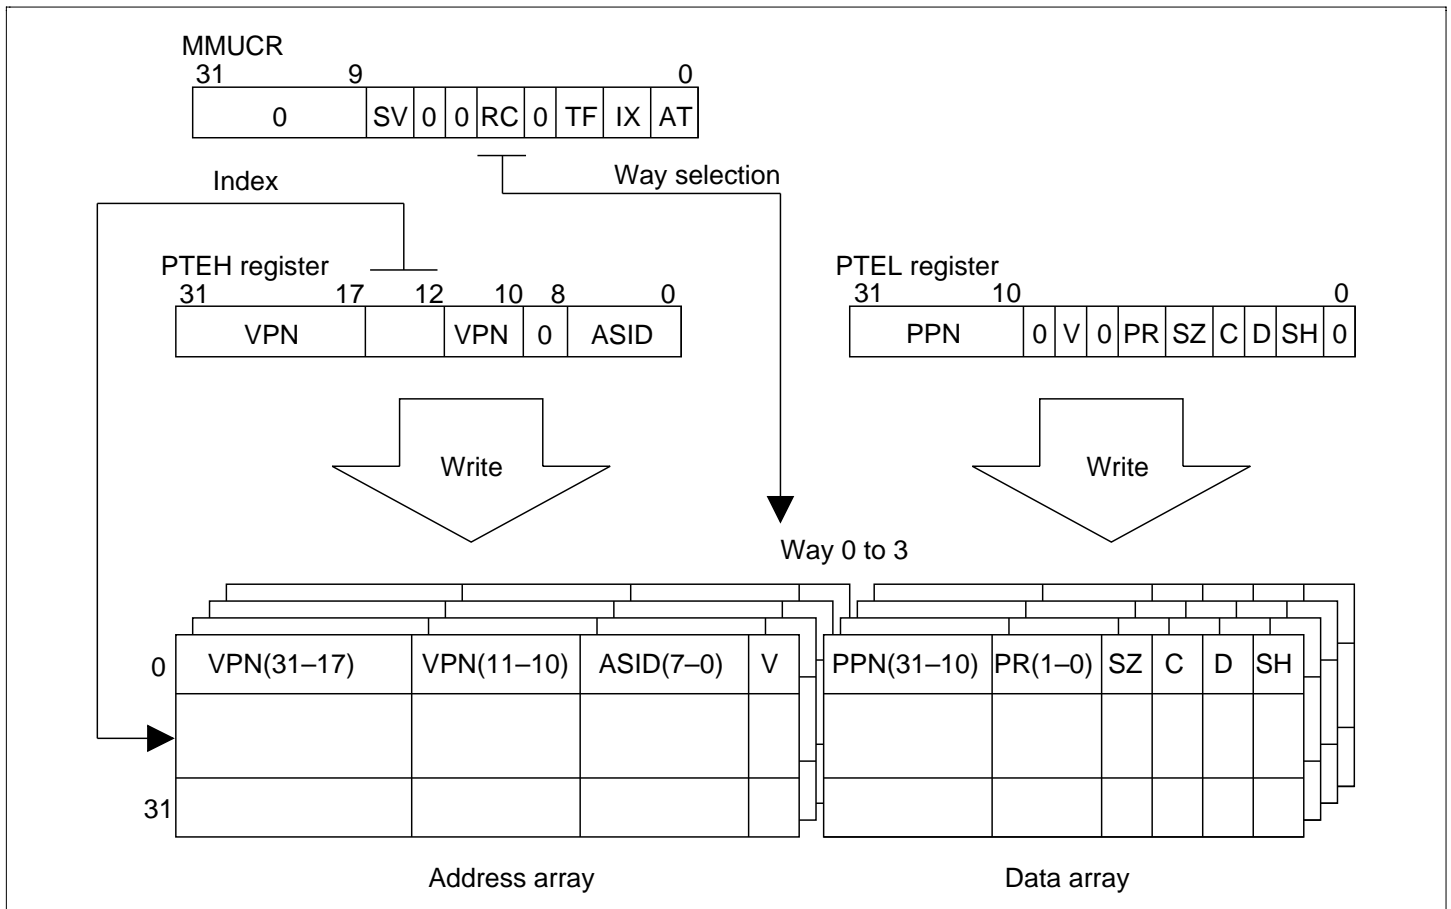 MMUCR
31 9 0
0 SV 0 0 RC 0 TF IX AT
Index
Way selection
PTEH register
31 17 12 10 8 0
VPN VPN 0 ASID
PTEL register
31 10 0
PPN 0 V 0 PR SZ C D SH 0
Write
Write
Way 0 to 3
0 VPN(31–17) VPN(11–10) ASID(7–0) V PPN(31–10) PR(1–0) SZ C D SH
31
Address array
Data array